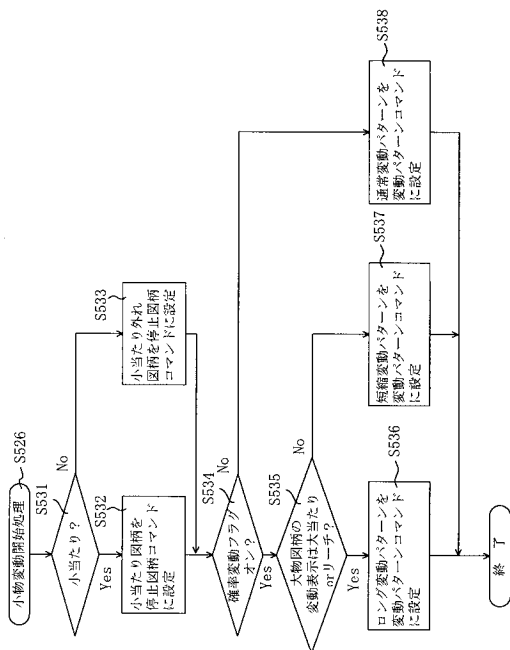 小物変動開始処理
S526
S531
小当たり?
No
Yes
S532
小当たり図柄を
停止図柄コマンド
に設定
S533
小当たり外れ
図柄を停止図柄
コマンドに設定
S534
確率変動フラグ
オン?
No
Yes
S535
大物図柄の
変動表示は大当たり
orリーチ?
No
Yes
S536
ロング変動パターンを
変動パターンコマンド
に設定
S537
短縮変動パターンを
変動パターンコマンド
に設定
S538
通常変動パターンを
変動パターンコマンド
に設定
終 了